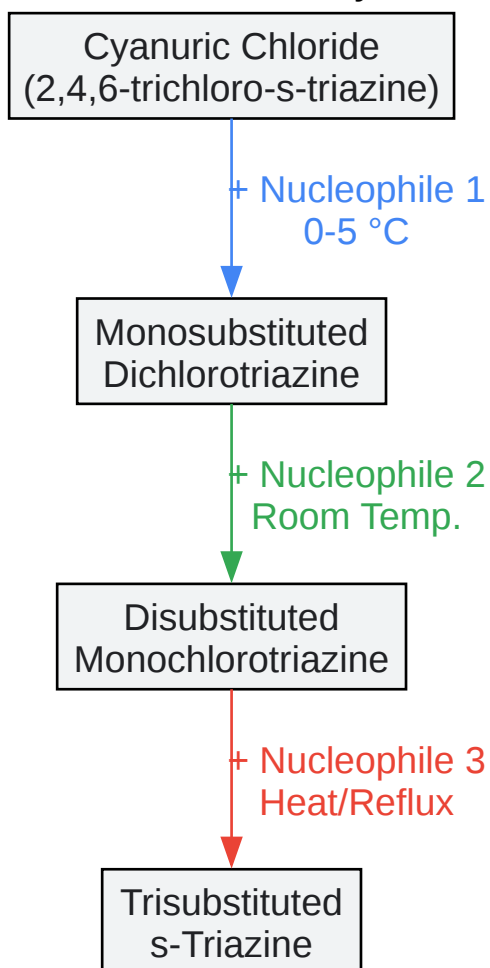 Cyanuric Chloride
(2,4,6-trichloro-s-triazine)
+ Nucleophile 1
0-5 °C
Monosubstituted
Dichlorotriazine
+ Nucleophile 2
Room Temp.
Disubstituted
Monochlorotriazine
+ Nucleophile 3
Heat/Reflux
Trisubstituted
s-Triazine